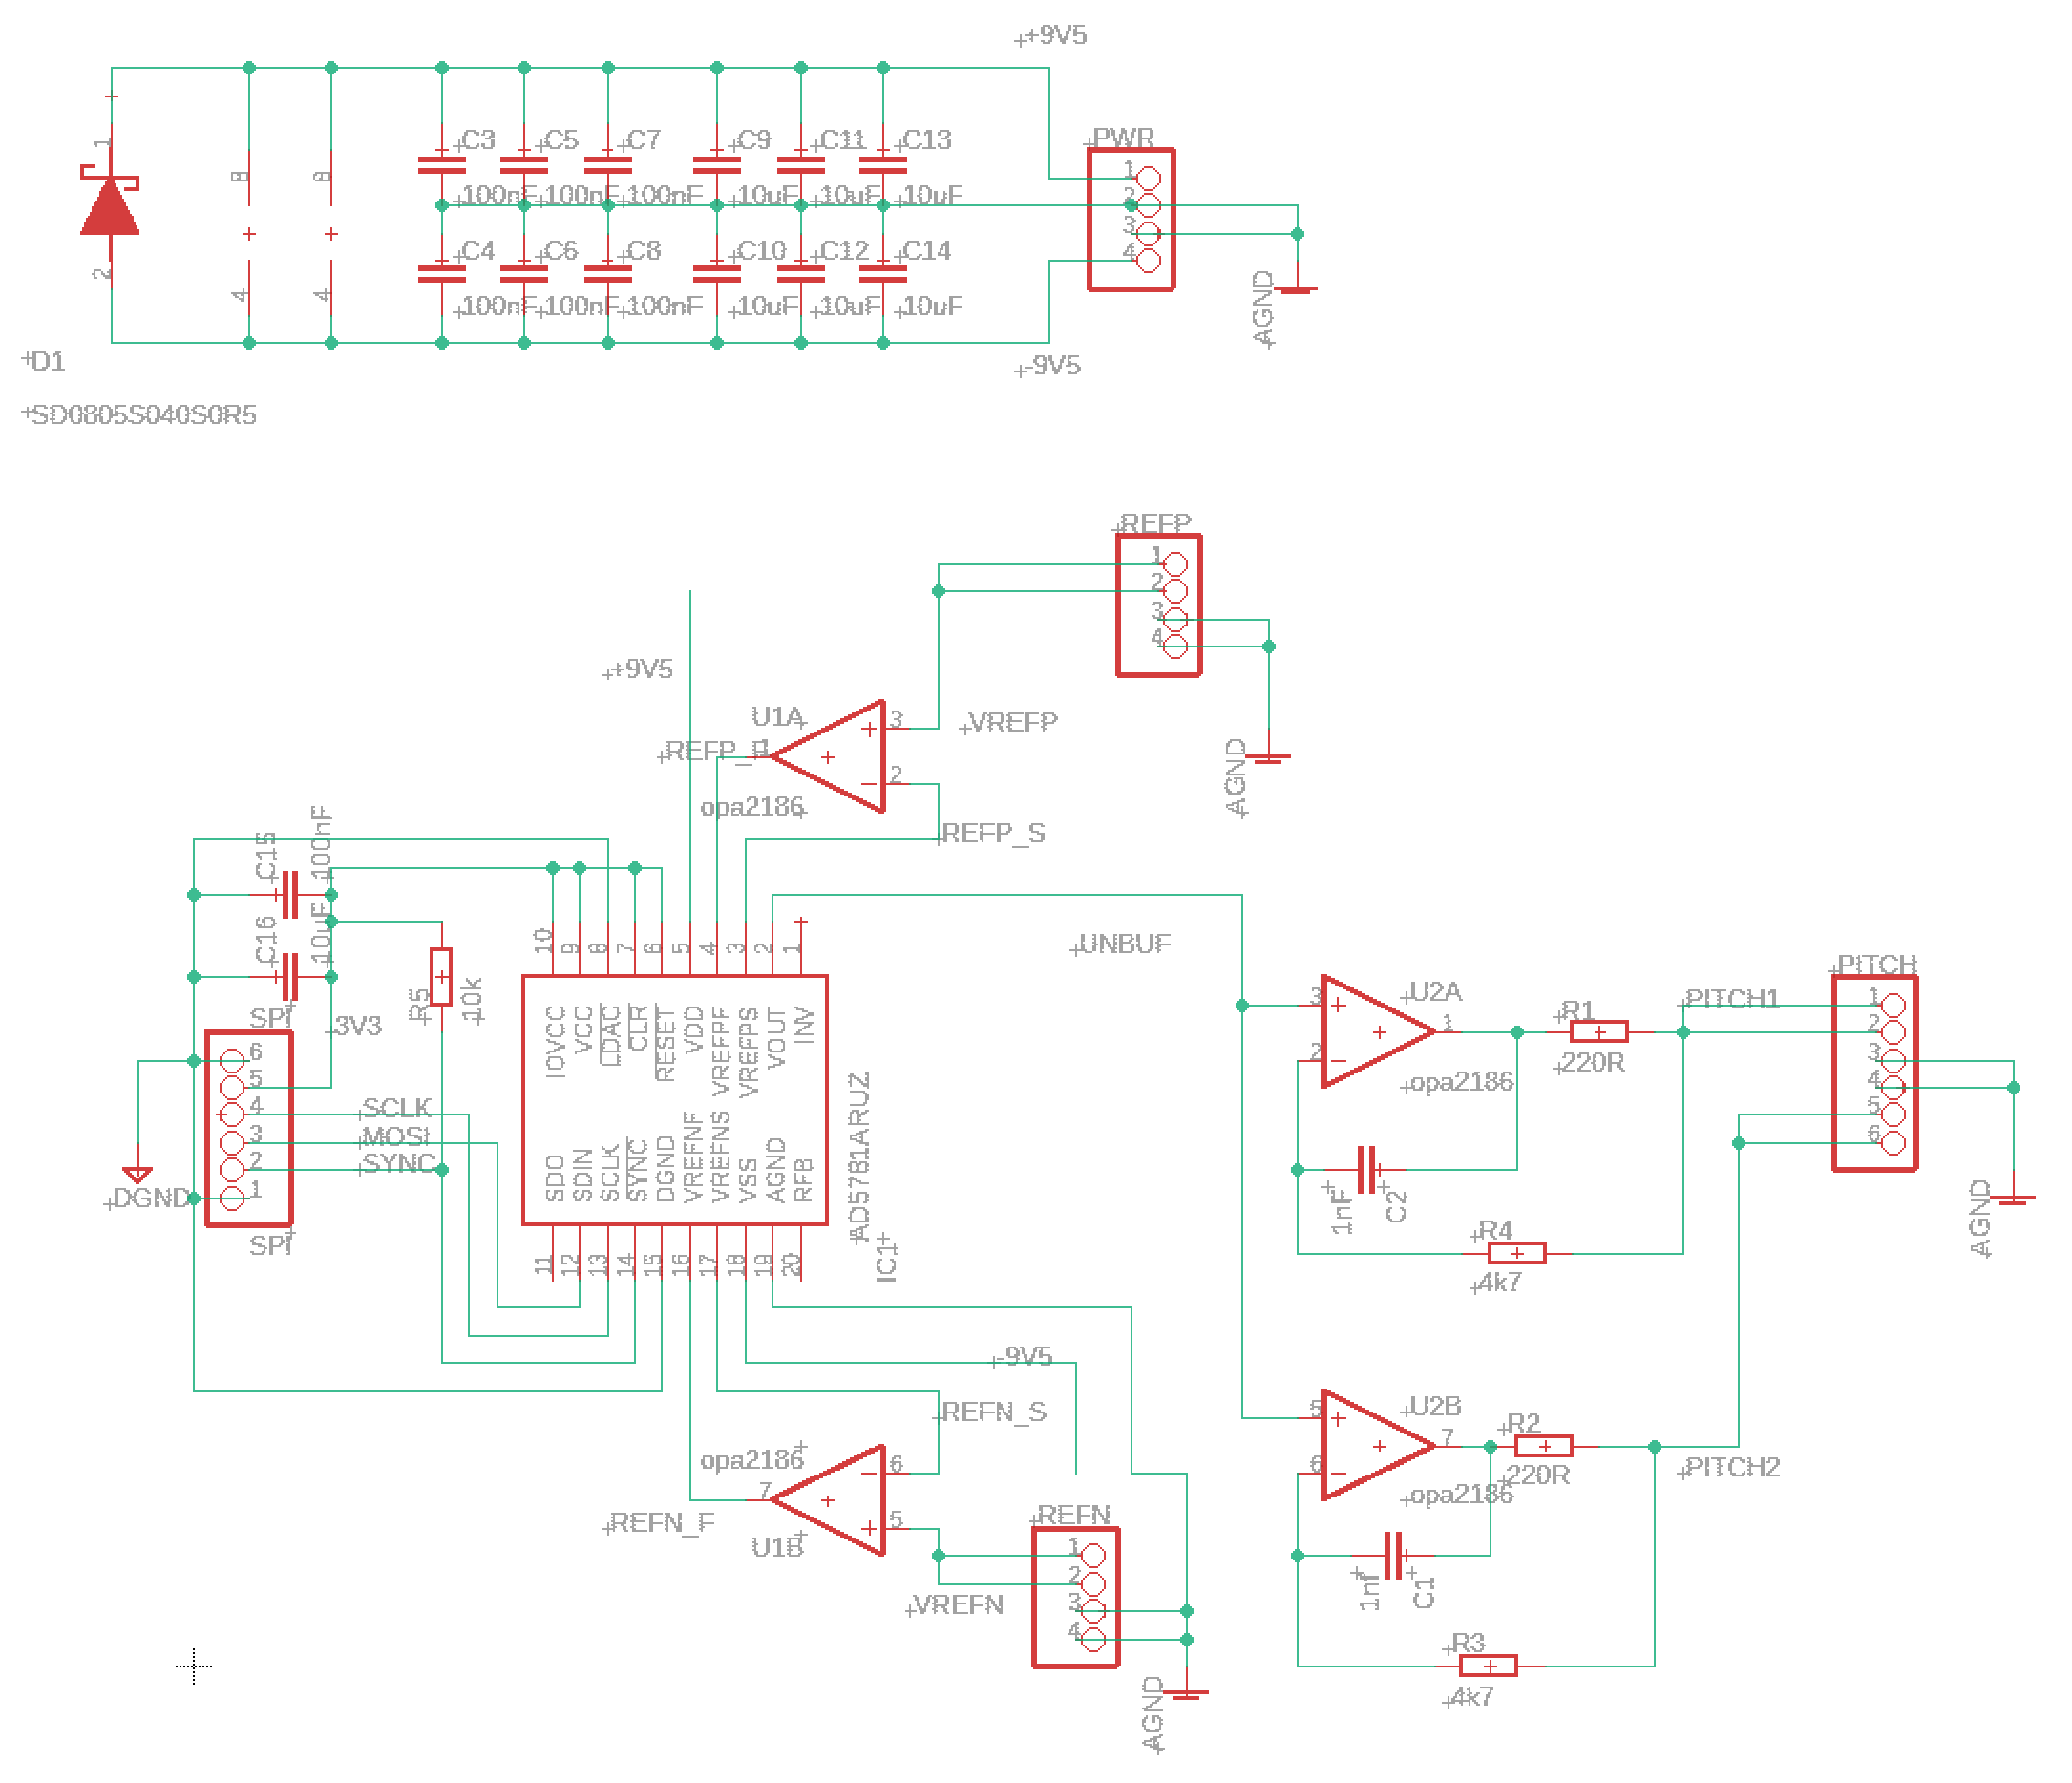 +9V5
1
8
8
C3
C5
C7
C9
C11
C13
PWR
1
2
3
4
100nF
100nF
100nF
10uF
10uF
10uF
2
4
4
C4
C6
C8
C10
C12
C14
100nF
100nF
100nF
10uF
10uF
10uF
AGND
-9V5
D1
SD0805S040S0R5
REFP
1
2
3
4
+9V5
U1A
3
VREFP
REFP_F
1
2
opa2186
REFP_S
AGND
C15
100nF
C16
10uF
R5
10k
10
9
8
7
6
5
4
3
2
1
UNBUF
SPI
3V3
6
5
4
3
2
1
SCLK
MOSI
SYNC
DGND
SPI
IOVCC
VCC
LDAC
CLR
RESET
VDD
VREFPF
VREFPS
VOUT
INV
SDO
SDIN
SCLK
SYNC
DGND
VREFNF
VREFNS
VSS
AGND
RFB
AD5781ARUZ
IC1
11
12
13
14
15
16
17
18
19
20
3
2
U2A
1
opa2186
R1
220R
PITCH1
PITCH
1
2
3
4
5
6
1nF
C2
R4
4k7
AGND
-9V5
REFN_S
opa2186
6
7
5
REFN_F
U1B
VREFN
REFN
1
2
3
4
AGND
5
6
U2B
7
opa2186
R2
220R
PITCH2
1nf
C1
R3
4k7